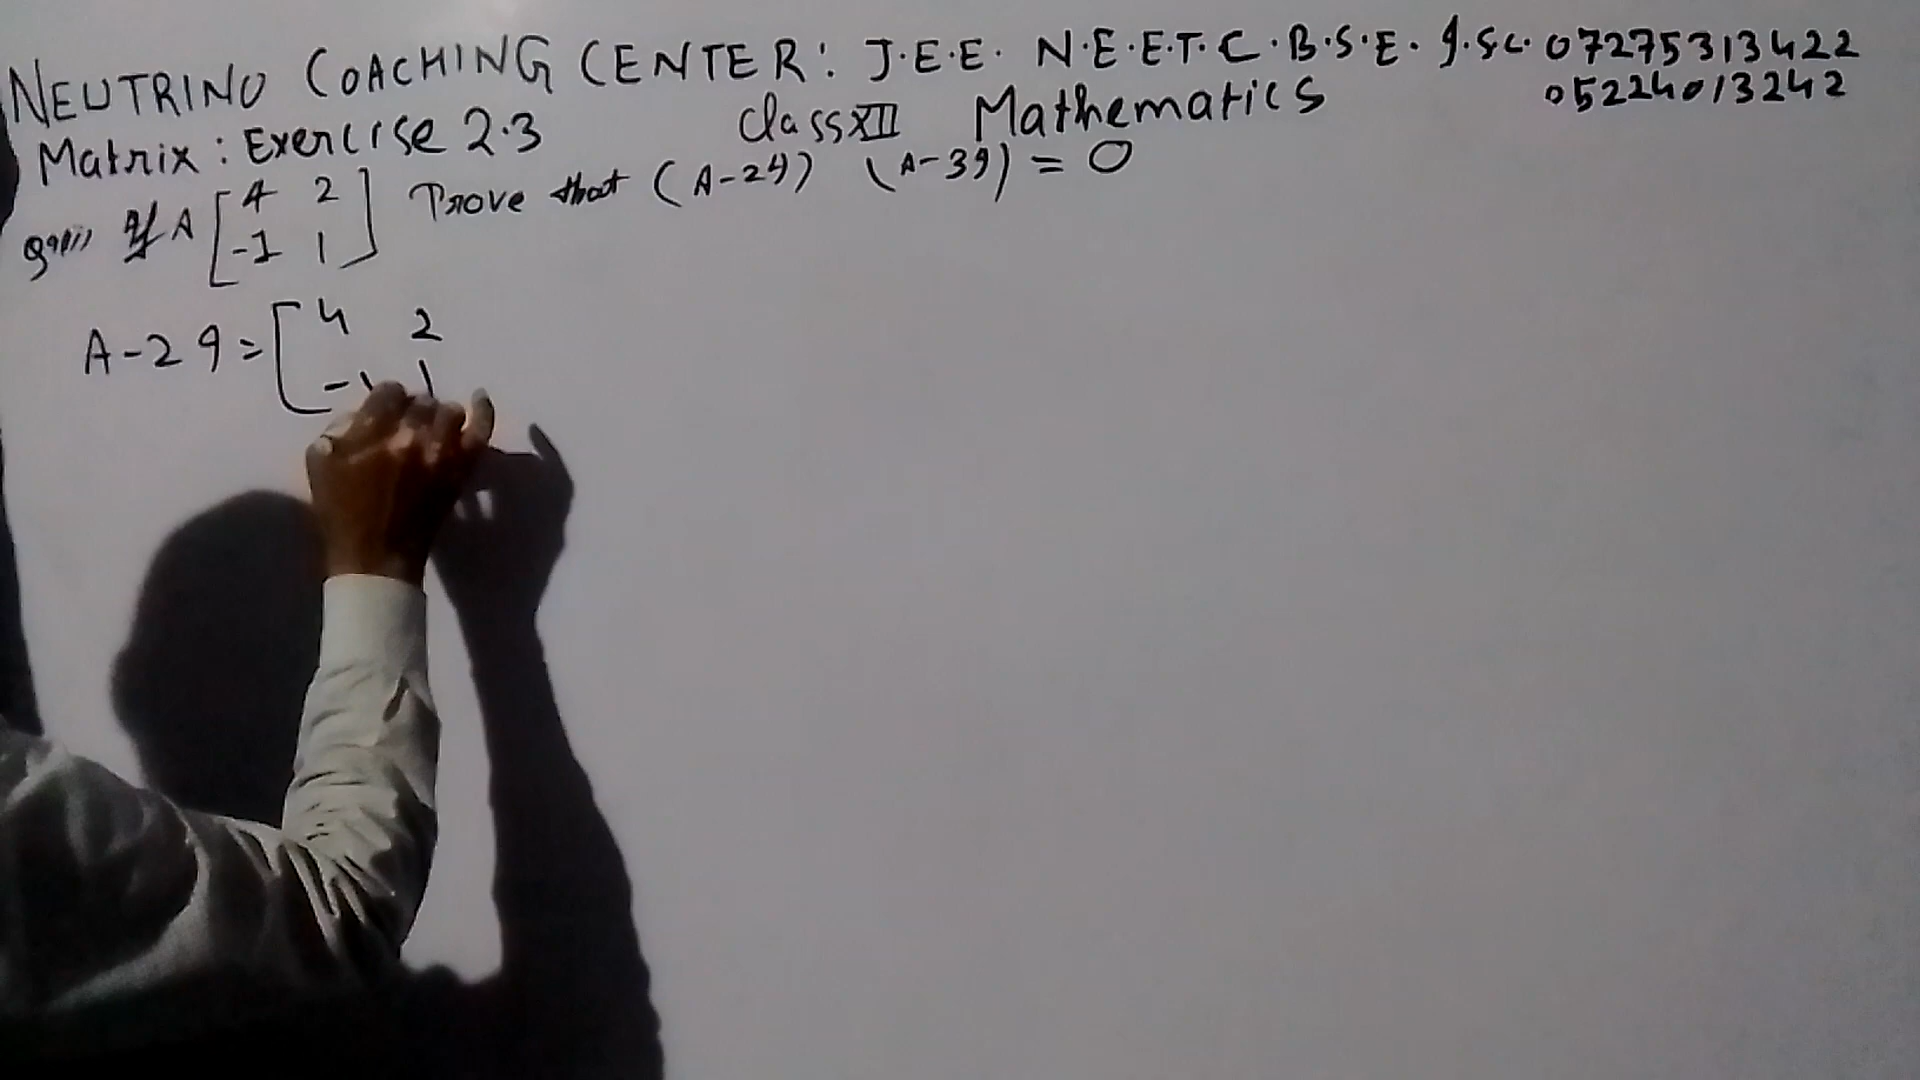 NEUTRINO COACHING CENTER: J.E.E. N.E.E.T. C.B.S.E. I.S.C. 07275313422
05224013242
Matrix: Exercise 2.3 Class XII Mathematics
If A [4 2] Prove that (A-2I) (A-3I) = 0
[-1 1]
A-2I = [4 2
-1 1